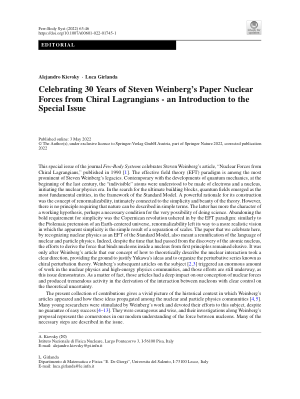 Few-Body Syst (2022) 63:46
https://doi.org/10.1007/s00601-022-01745-1
EDITORIAL
Alejandro Kievsky · Luca Girlanda
Celebrating 30 Years of Steven Weinberg's Paper Nuclear
Forces from Chiral Lagrangians - an Introduction to the
Special Issue
Published online: 3 May 2022
© The Author(s), under exclusive licence to Springer-Verlag GmbH Austria, part of Springer Nature 2022, corrected publication
2022
This special issue of the journal Few-Body Systems celebrates Steven Weinberg's article, "Nuclear Forces from
Chiral Lagrangians," published in 1990 [1]. The effective field theory (EFT) paradigm is among the most
prominent of Steven Weinberg's legacies. Contemporary with the developments of quantum mechanics, at the
beginning of the last century, the "indivisible" atoms were understood to be made of electrons and a nucleus,
initiating the nuclear physics era. In the search for the ultimate building blocks, quantum fields emerged as the
most fundamental entities, in the framework of the Standard Model. A powerful rationale for its construction
was the concept of renormalizability, intimately connected to the simplicity and beauty of the theory. However,
there is no principle requiring that nature can be described in simple terms. The latter has more the character
of a working hypothesis, perhaps a necessary condition for the very possibility of doing science. Abandoning
the bold requirement for simplicity was the Copernican revolution ushered in by the EFT paradigm: similarly
to the Ptolemaic vision of an Earth-centered universe, renormalizability left its way to a more realistic vision
in which the apparent simplicity is the simple result of a separation of scales. The paper that we celebrate here,
by recognizing nuclear physics as an EFT of the Standard Model, also meant a reunification of the language of
nuclear and particle physics. Indeed, despite the time that had passed from the discovery of the atomic nucleus,
the efforts to derive the force that binds nucleons inside a nucleus from first principles remained elusive. It was
only after Weinberg's article that the question of how to theoretically describe the nuclear interaction took a
clear direction, providing the ground to justify Yukawa's ideas and to organize the perturbative series known as
chiral perturbation theory. Weinberg's subsequent articles on the subject [2,3] triggered an enormous amount
of work in the nuclear physics and high-energy physics communities, and those efforts are still underway, as
this issue demonstrates. As a matter of fact, those articles had a deep impact on our conception of nuclear forces
and produced tremendous activity in the derivation of the interaction between nucleons with clear control on
the theoretical uncertainty.
The present collection of contributions gives a vivid picture of the historical context in which Weinberg's
articles appeared and how these ideas propagated among the nuclear and particle physics communities [4,5].
Many young researchers were stimulated by Weinberg's work and devoted their efforts to this subject, despite
no guarantee of easy success [6–13]. They were courageous and wise, and their investigations along Weinberg's
proposal represent the cornerstones in our modern understanding of the force between nucleons. Many of the
necessary steps are described in the issue.
A. Kievsky
Istituto Nazionale di Fisica Nucleare, Largo Pontecorvo 3, I-56100 Pisa, Italy
E-mail: alejandro.kievsky@pi.infn.it
L. Girlanda
Dipartimento di Matematica e Fisica "E. De Giorgi", Università del Salento, I-73100 Lecce, Italy
E-mail: luca.girlanda@le.infn.it